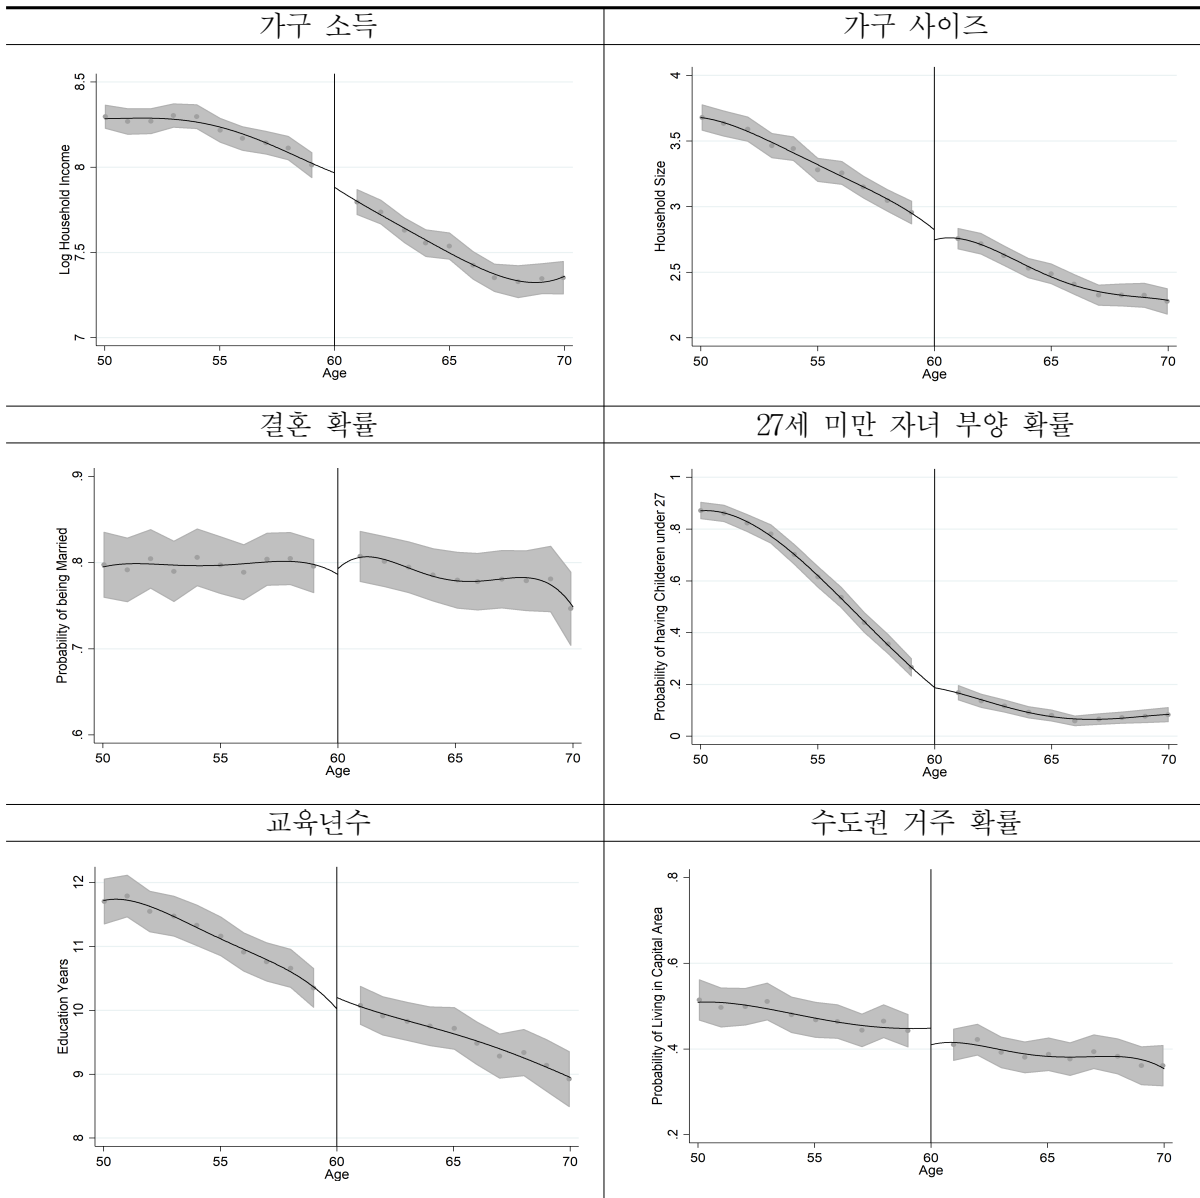 가구 소득
가구 사이즈
8.5
8
7.5
7
Log Household Income
50 55 60 65 70
Age
4
3.5
3
2.5
2
Household Size
50 55 60 65 70
Age
결혼 확률
27세 미만 자녀 부양 확률
.9
.8
.7
.6
Probability of being Married
50 55 60 65 70
Age
1
.8
.6
.4
.2
0
Probability of having Childeren under 27
50 55 60 65 70
Age
교육년수
수도권 거주 확률
12
11
10
9
8
Education Years
50 55 60 65 70
Age
.8
.6
.4
.2
Probability of Living in Capital Area
50 55 60 65 70
Age